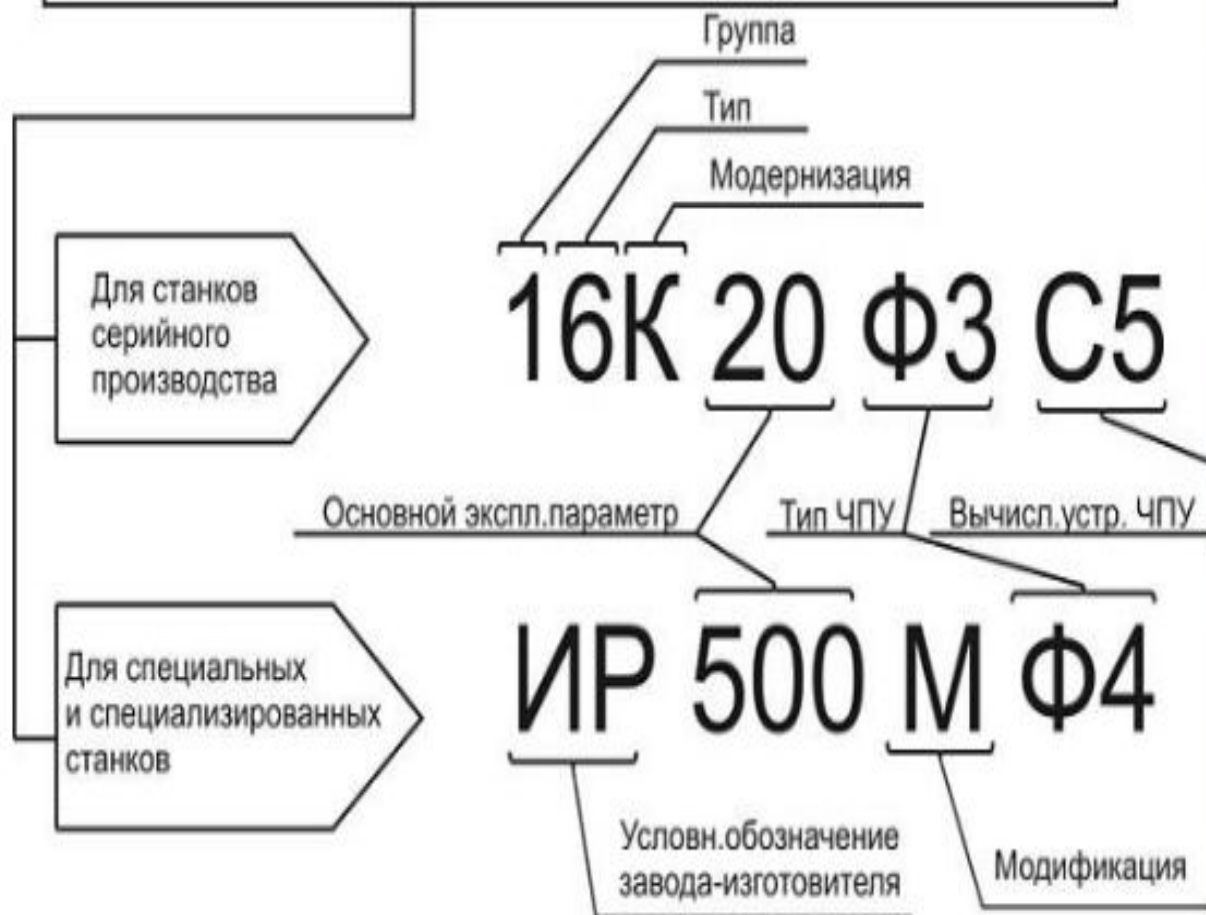 Группа
Тип
Модернизация
Для станков
серийного
производства
16К 20 Ф3 С5
Основной экспл.параметр
Тип ЧПУ
Вычисл.устр. ЧПУ
Для специальных
и специализированных
станков
ИР 500 М Ф4
Условн.обозначение
завода-изготовителя
Модификация